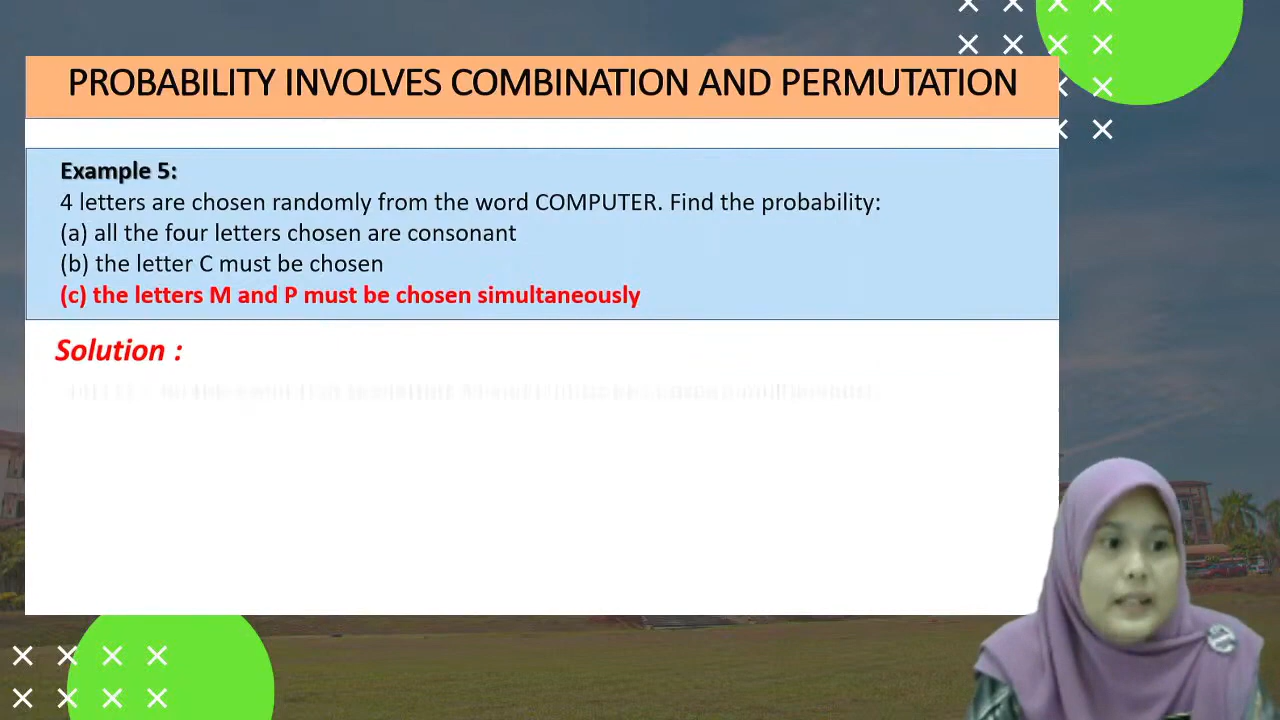 PROBABILITY INVOLVES COMBINATION AND PERMUTATION
Example 5:
4 letters are chosen randomly from the word COMPUTER. Find the probability:
(a) all the four letters chosen are consonant
(b) the letter C must be chosen
(c) the letters M and P must be chosen simultaneously
Solution :